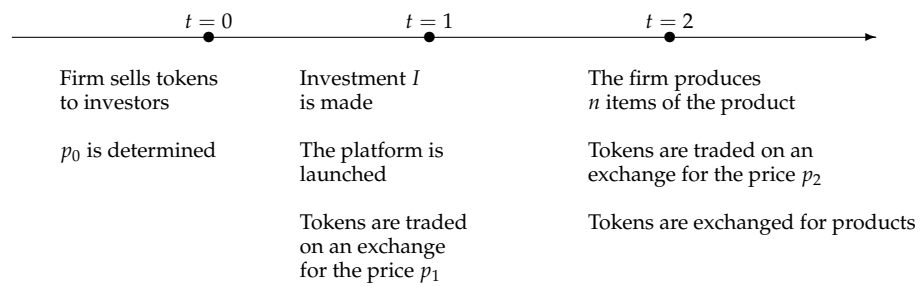 t = 0
t = 1
t = 2
Firm sells tokens
to investors
p₀ is determined
Investment I
is made
The platform is
launched
Tokens are traded
on an exchange
for the price p₁
The firm produces
n items of the product
Tokens are traded on an
exchange for the price p₂
Tokens are exchanged for products